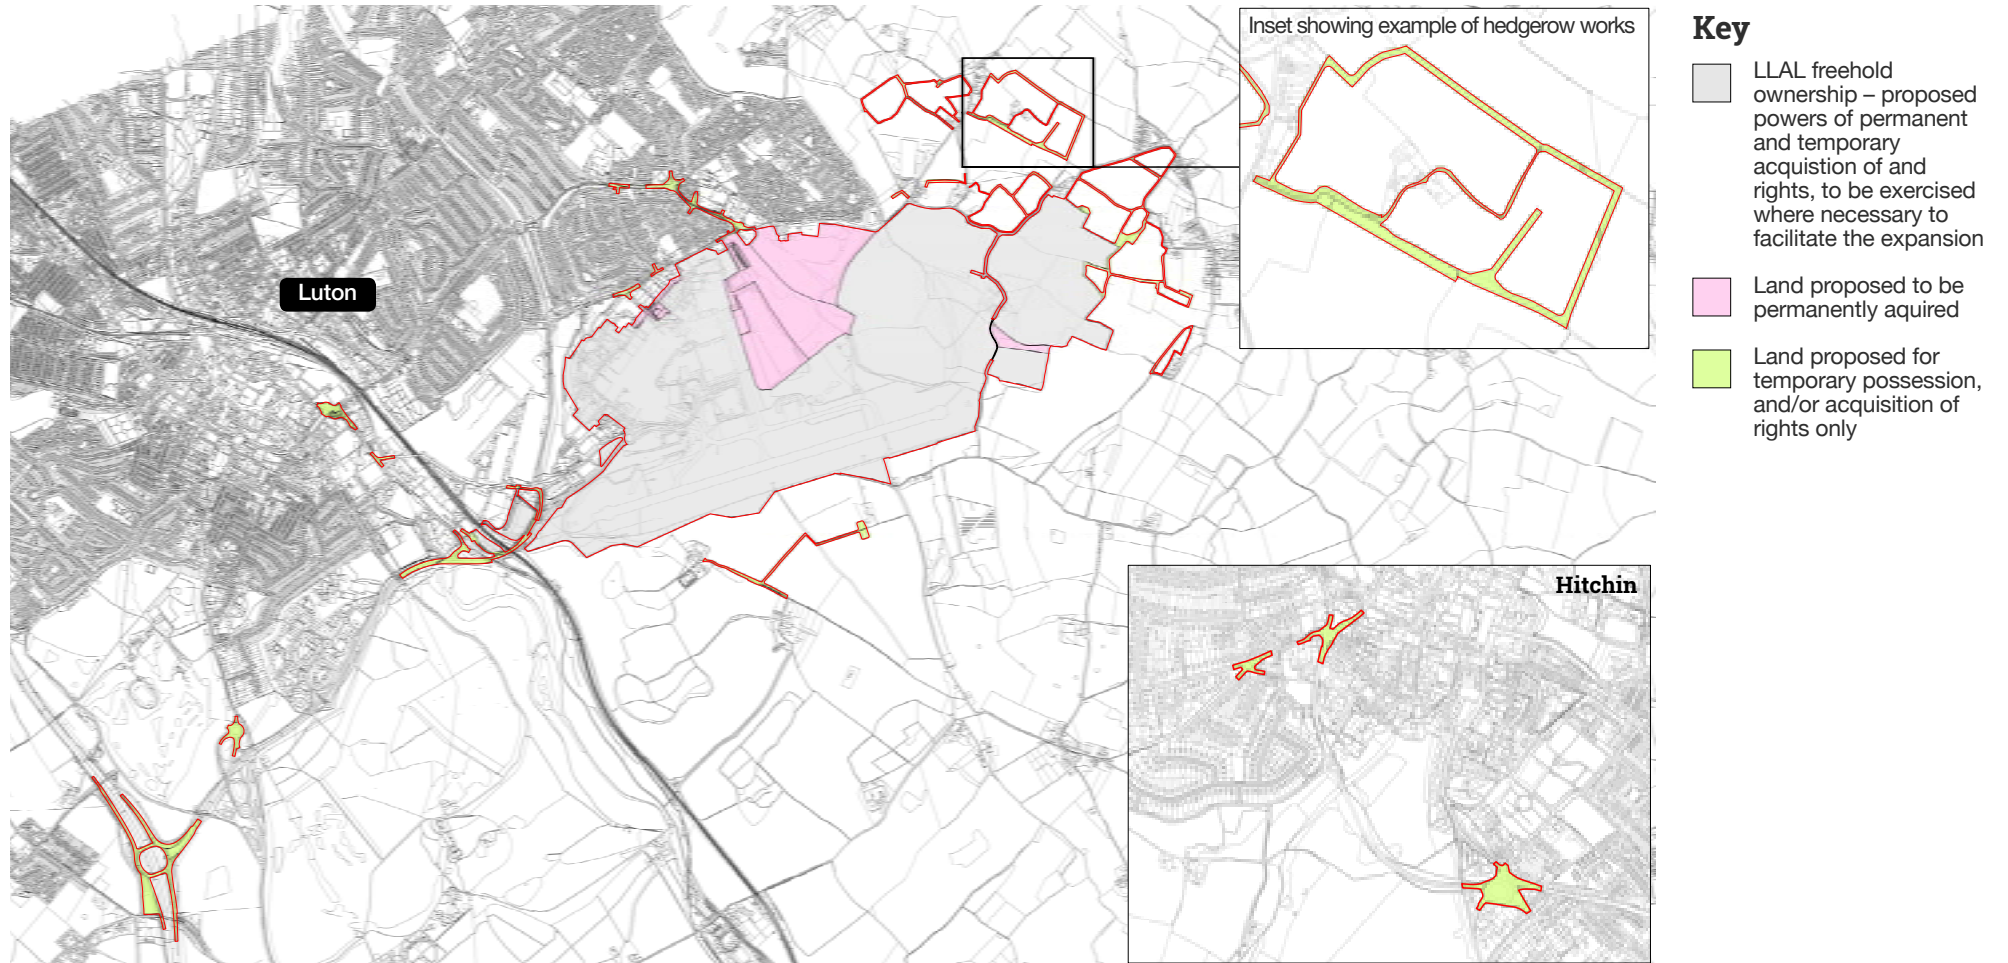 Inset showing example of hedgerow works
Luton
Hitchin
Key
LLAL freehold
ownership – proposed
powers of permanent
and temporary
acquistion of and
rights, to be exercised
where necessary to
facilitate the expansion
Land proposed to be
permanently aquired
Land proposed for
temporary possession,
and/or acquisition of
rights only